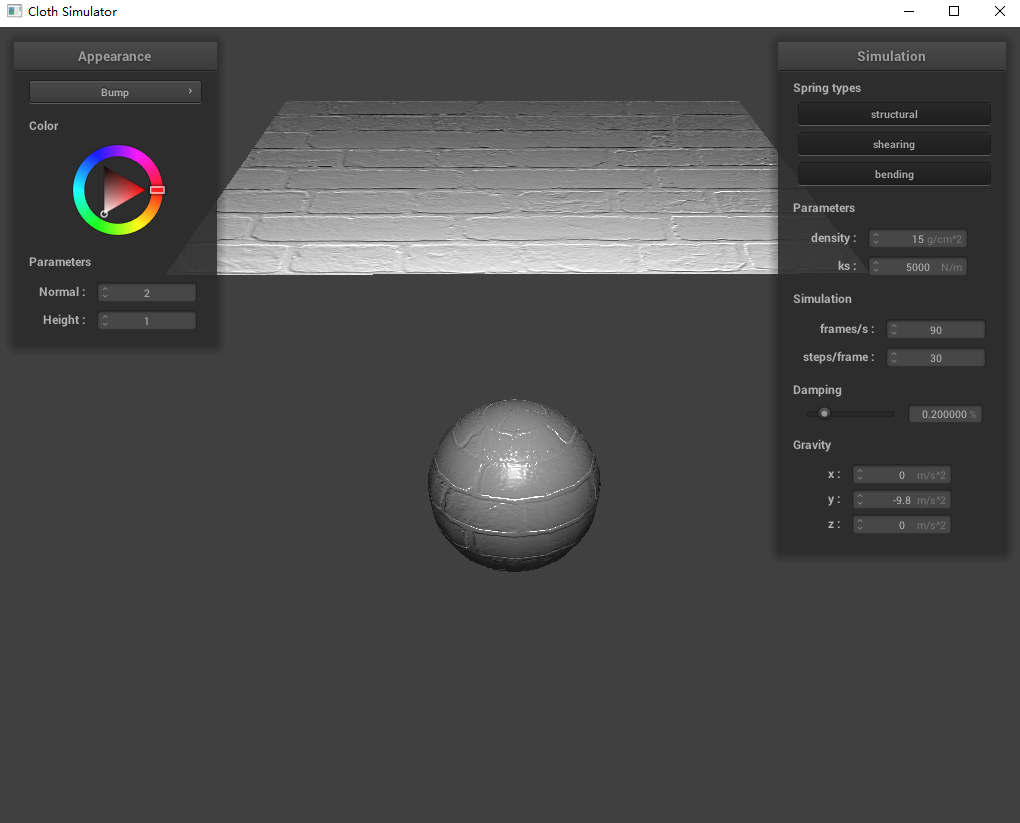 Cloth Simulator
Appearance
Bump
Color
Parameters
Normal : 2
Height : 1
Simulation
Spring types
structural
shearing
bending
Parameters
density : 15 g/cm^2
ks : 5000 N/m
Simulation
frames/s : 90
steps/frame : 30
Damping
0.200000 %
Gravity
x : 0 m/s^2
y : -9.8 m/s^2
z : 0 m/s^2